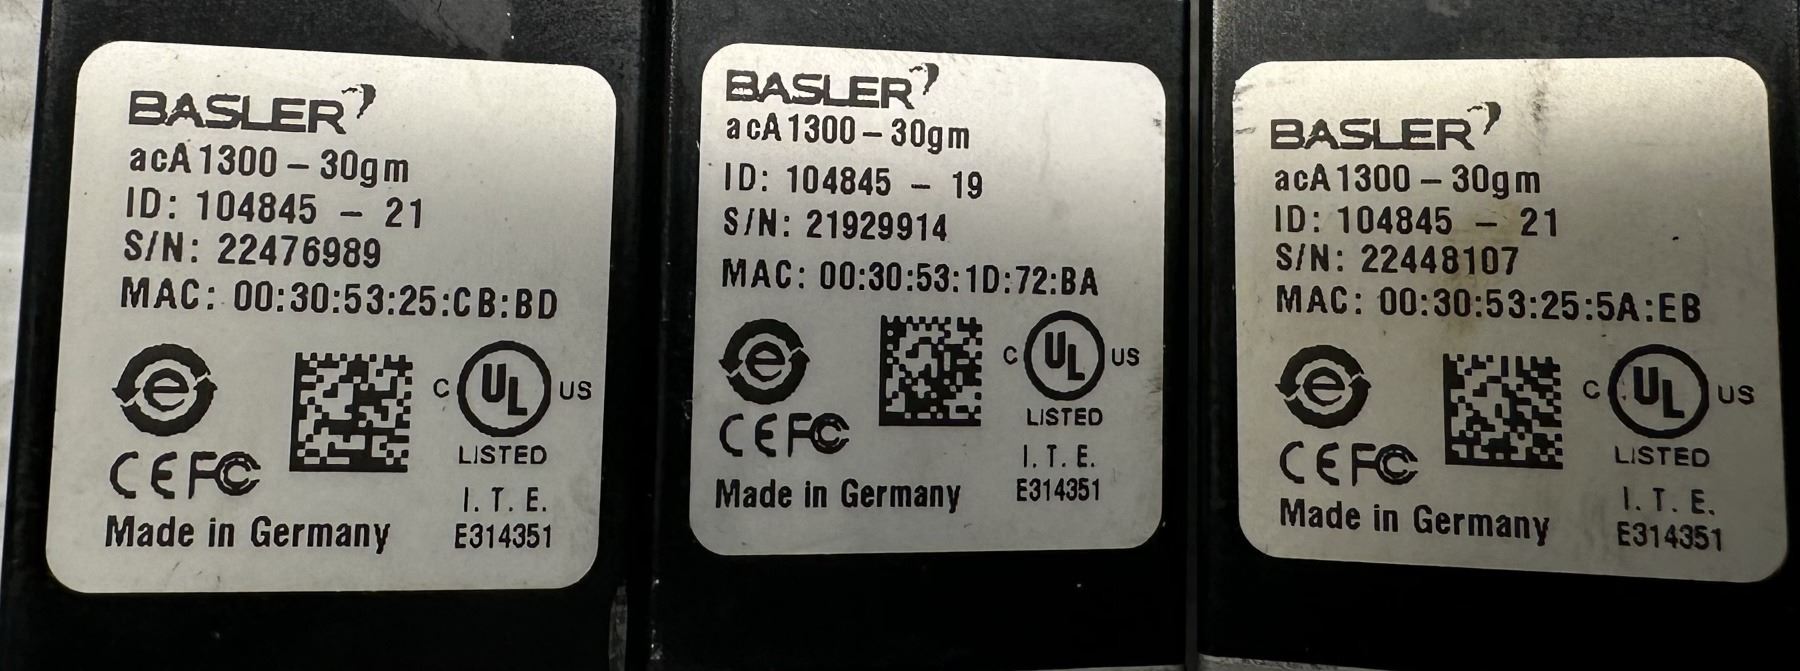 BASLER
acA1300-30gm
ID: 104845 - 21
S/N: 22476989
MAC: 00:30:53:25:CB:BD
e
C UL US
LISTED
CE FC
I. T. E.
Made in Germany
E314351
BASLER
acA1300-30gm
ID: 104845 - 19
S/N: 21929914
MAC: 00:30:53:1D:72:BA
e
C UL US
LISTED
CE FC
I. T. E.
Made in Germany
E314351
BASLER
acA1300-30gm
ID: 104845 - 21
S/N: 22448107
MAC: 00:30:53:25:5A:EB
e
C UL US
LISTED
CE FC
I. T. E.
Made in Germany
E314351